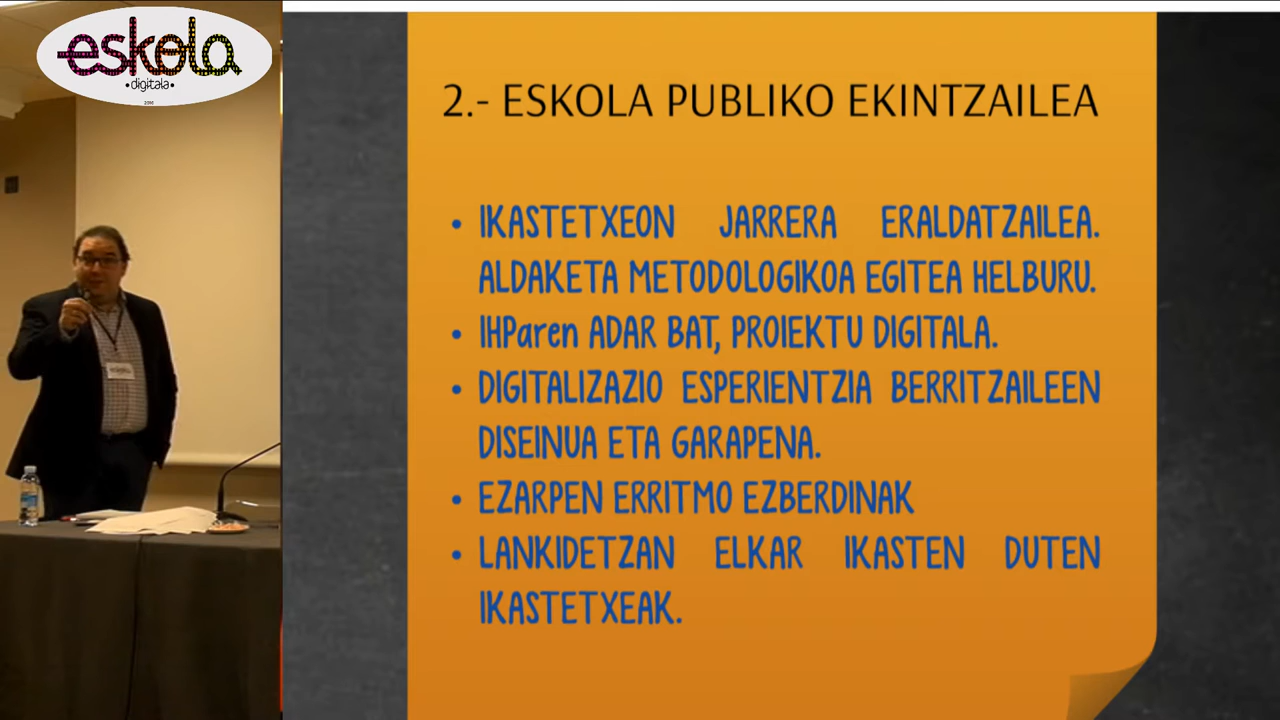 eskola
•digitala•
2.- ESKOLA PUBLIKO EKINTZAILEA
• IKASTETXEON JARRERA ERALDATZAILEA.
ALDAKETA METODOLOGIKOA EGITEA HELBURU.
• IHParen ADAR BAT, PROIEKTU DIGITALA.
• DIGITALIZAZIO ESPERIENTZIA BERRITZAILEEN
DISEINUA ETA GARAPENA.
• EZARPEN ERRITMO EZBERDINAK
• LANKIDETZAN ELKAR IKASTEN DUTEN
IKASTETXEAK.